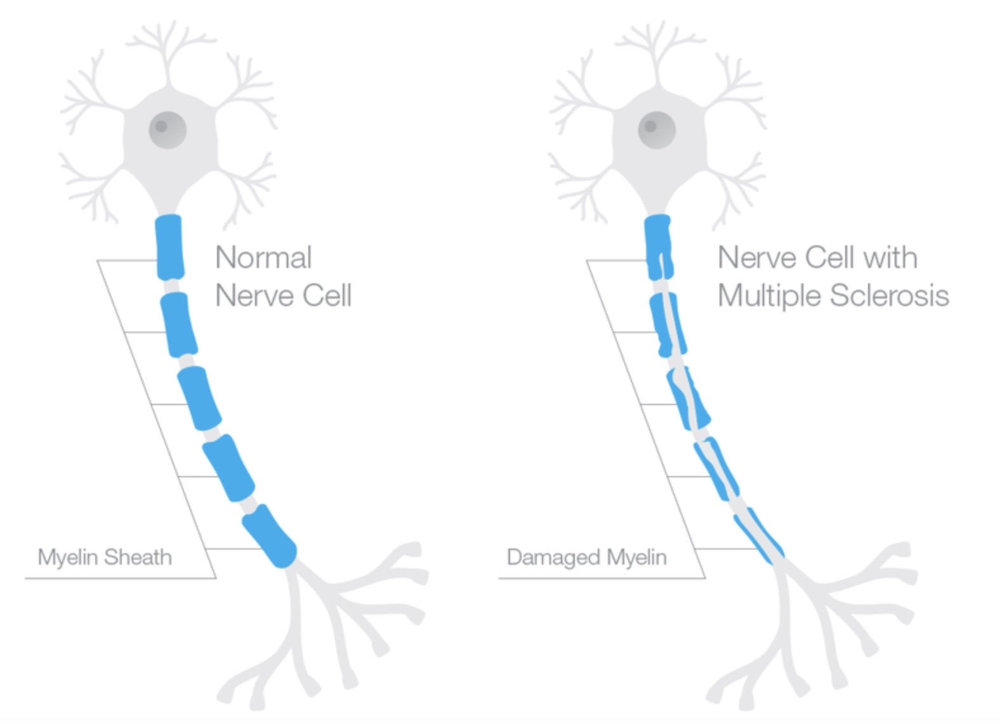 Normal
Nerve Cell
Myelin Sheath
Nerve Cell with
Multiple Sclerosis
Damaged Myelin